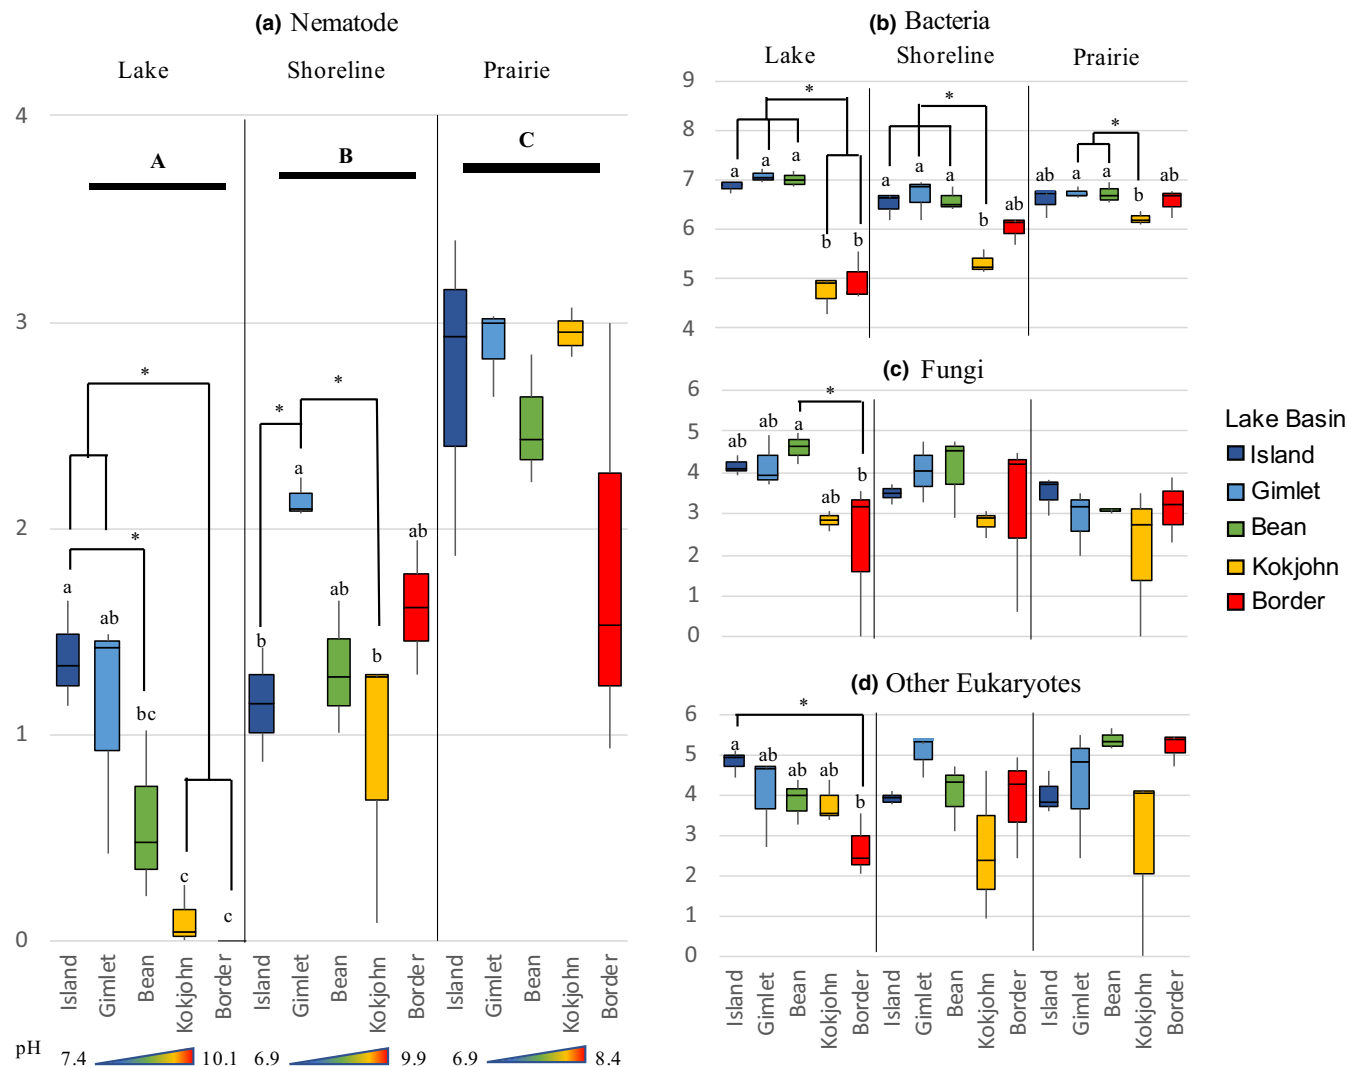 (a) Nematode
Lake Shoreline Prairie
4
3
2
1
0
A B C
*
*
* *
a ab bc c c
b a ab b ab
Island Gimlet Bean Kokjohn Border Island Gimlet Bean Kokjohn Border Island Gimlet Bean Kokjohn Border
pH 7.4 10.1 6.9 9.9 6.9 8.4
(b) Bacteria
Lake Shoreline Prairie
9
8
7
6
5
4
* * *
a a a b b
a a a b ab
ab a a b ab
(c) Fungi
6
5
4
3
2
1
0
*
ab ab a ab b
(d) Other Eukaryotes
6
5
4
3
2
1
0
*
a ab ab ab b
Island Gimlet Bean Kokjohn Border Island Gimlet Bean Kokjohn Border Island Gimlet Bean Kokjohn Border
Lake Basin
Island
Gimlet
Bean
Kokjohn
Border